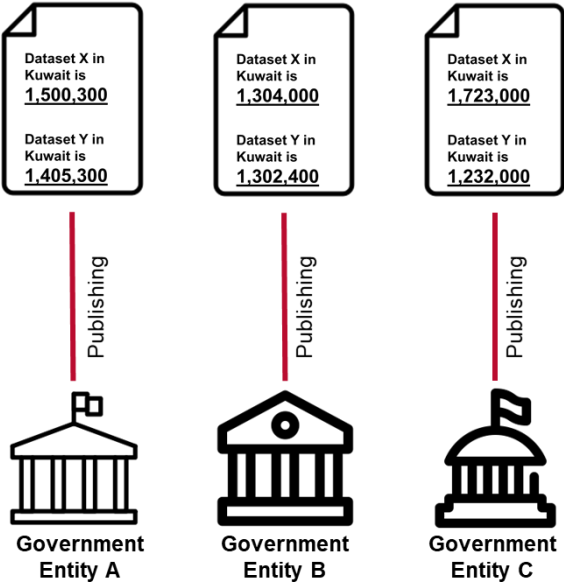 Dataset X in
Kuwait is
1,500,300
Dataset Y in
Kuwait is
1,405,300
Dataset X in
Kuwait is
1,304,000
Dataset Y in
Kuwait is
1,302,400
Dataset X in
Kuwait is
1,723,000
Dataset Y in
Kuwait is
1,232,000
Publishing
Publishing
Publishing
Government
Entity A
Government
Entity B
Government
Entity C